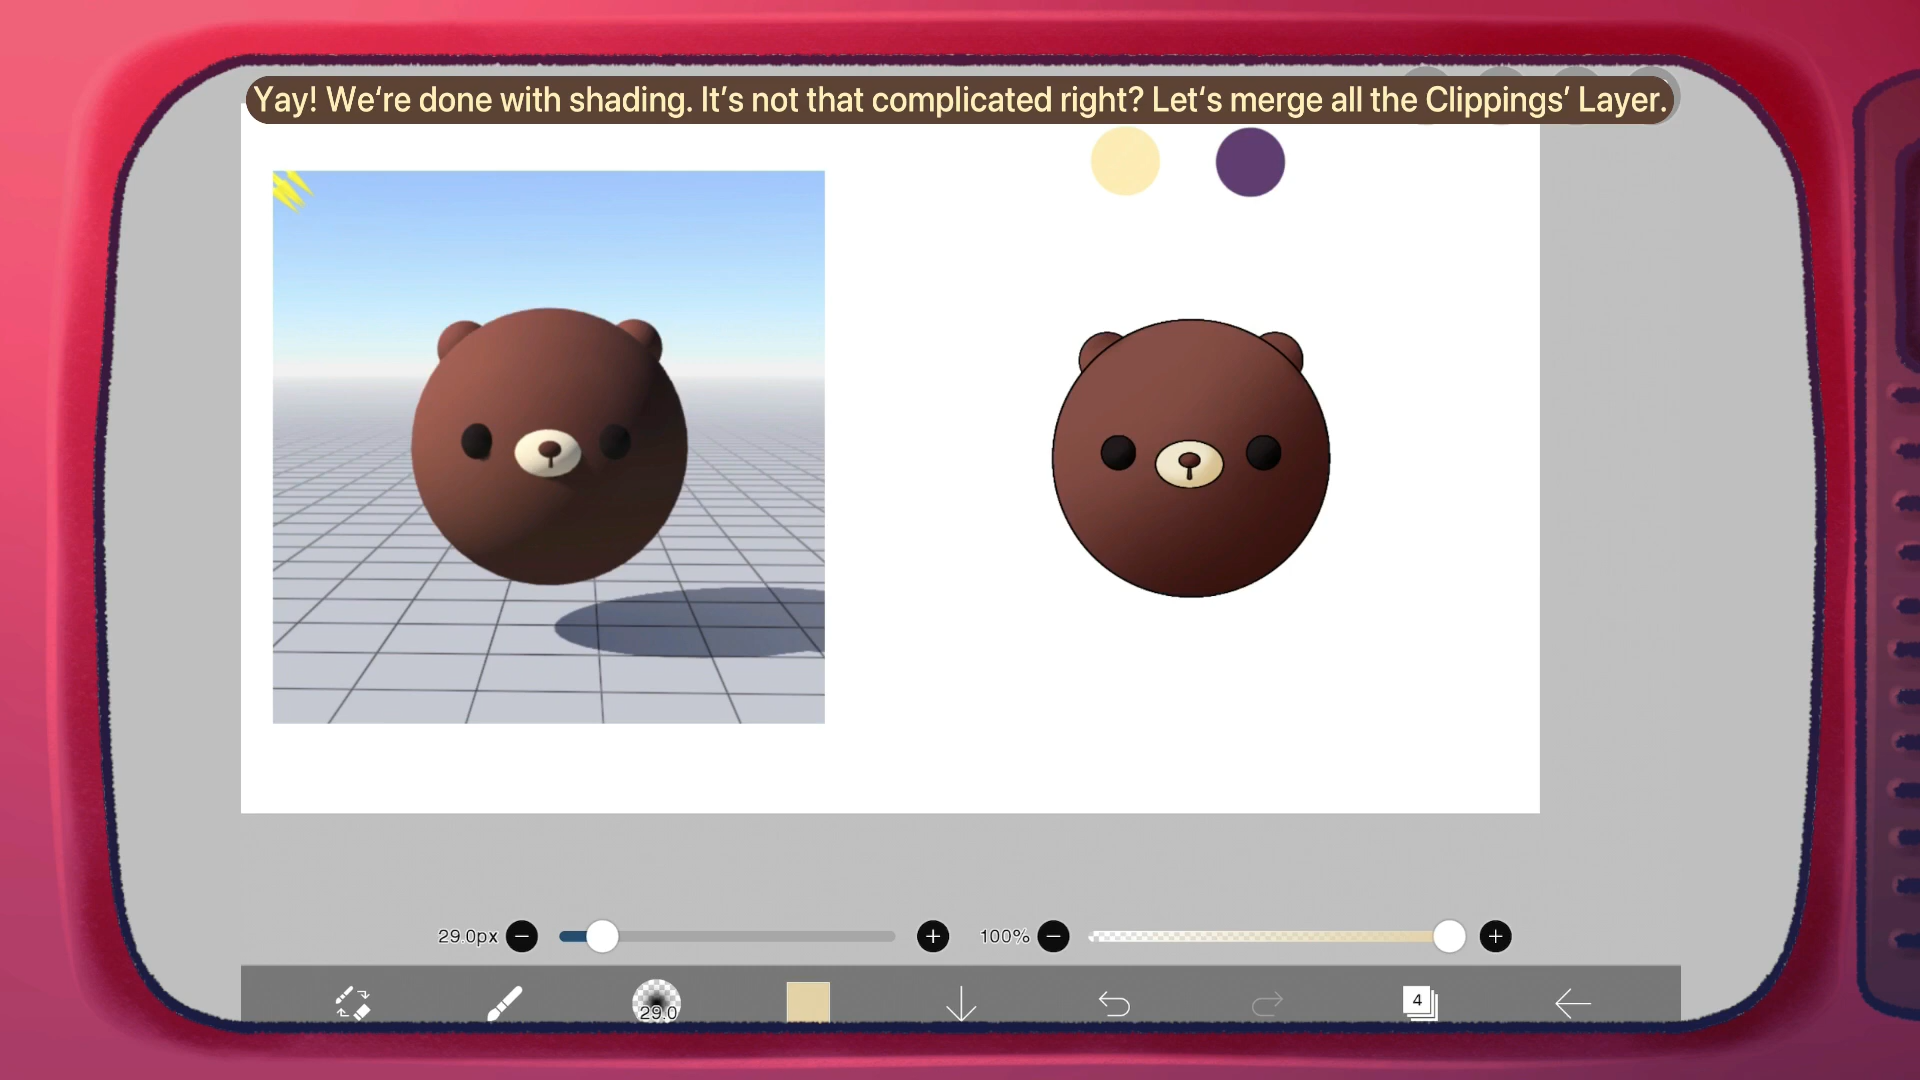 Yay! We're done with shading. It's not that complicated right? Let's merge all the Clippings' Layer.
29.0px
100%
29.0
4